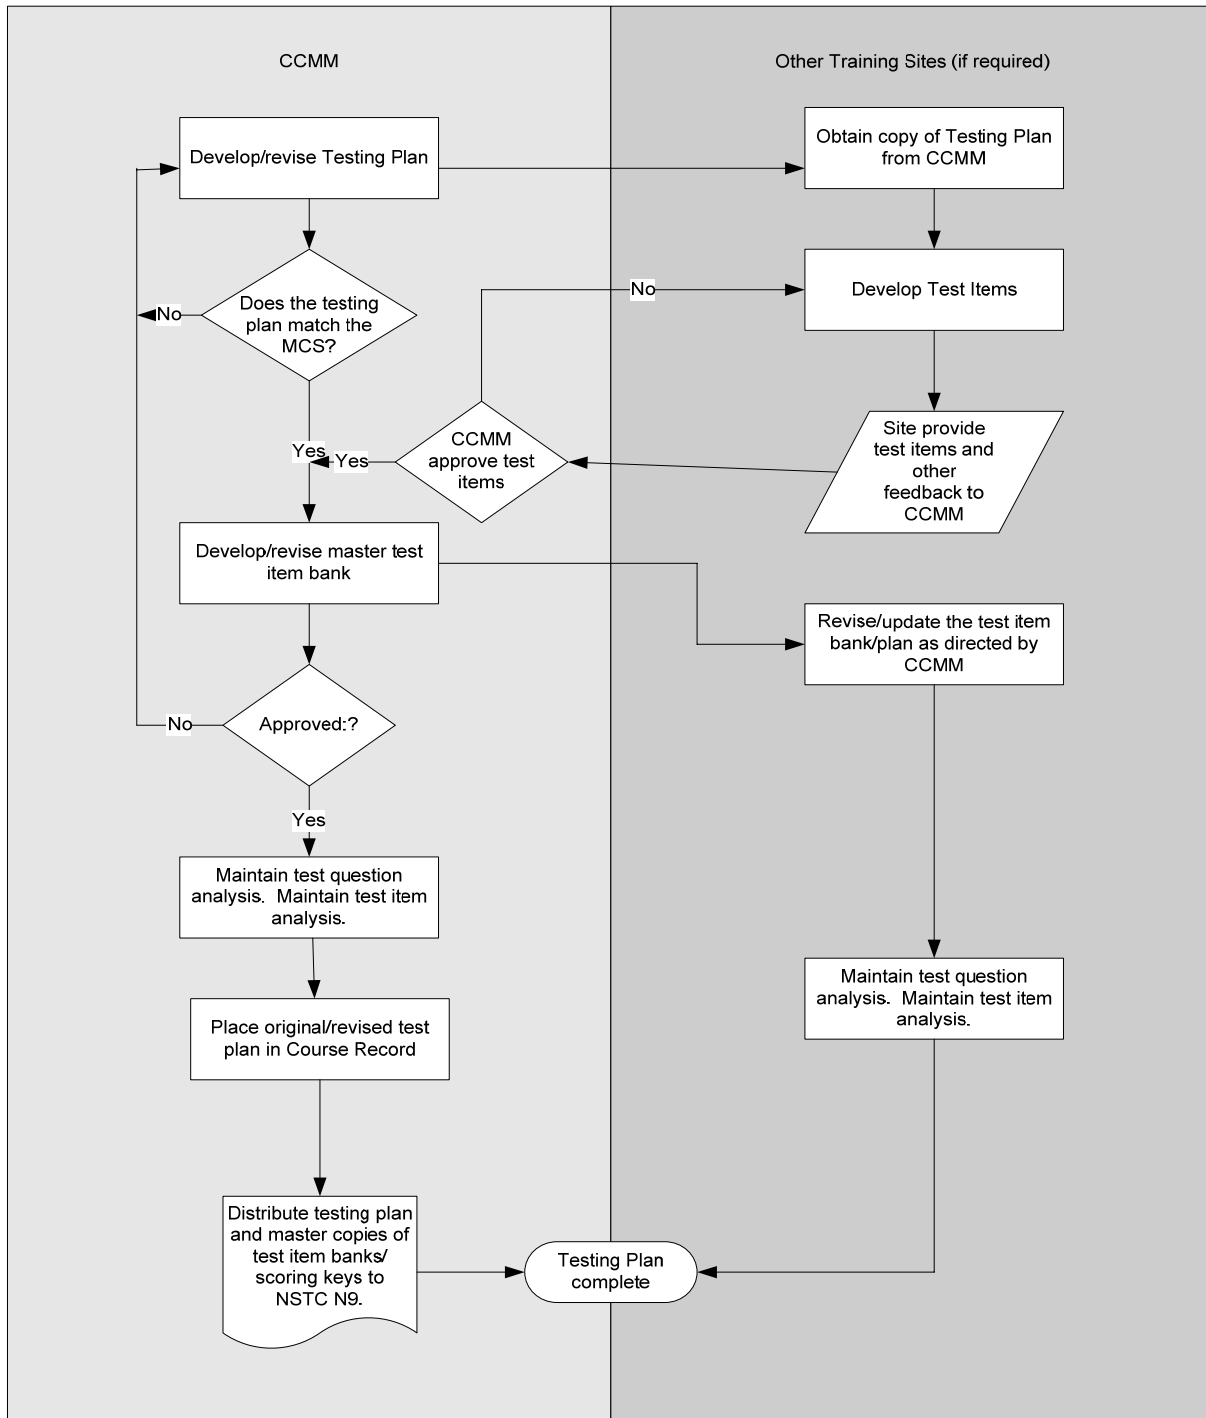 CCMM
Other Training Sites (if required)
Develop/revise Testing Plan
Obtain copy of Testing Plan
from CCMM
Does the testing
plan match the
MCS?
No
No
Develop Test Items
Yes
Yes
CCMM
approve test
items
Site provide
test items and
other
feedback to
CCMM
Develop/revise master test
item bank
Revise/update the test item
bank/plan as directed by
CCMM
Approved:?
No
Yes
Maintain test question
analysis.  Maintain test item
analysis.
Maintain test question
analysis.  Maintain test item
analysis.
Place original/revised test
plan in Course Record
Distribute testing plan
and master copies of
test item banks/
scoring keys to
NSTC N9.
Testing Plan
complete